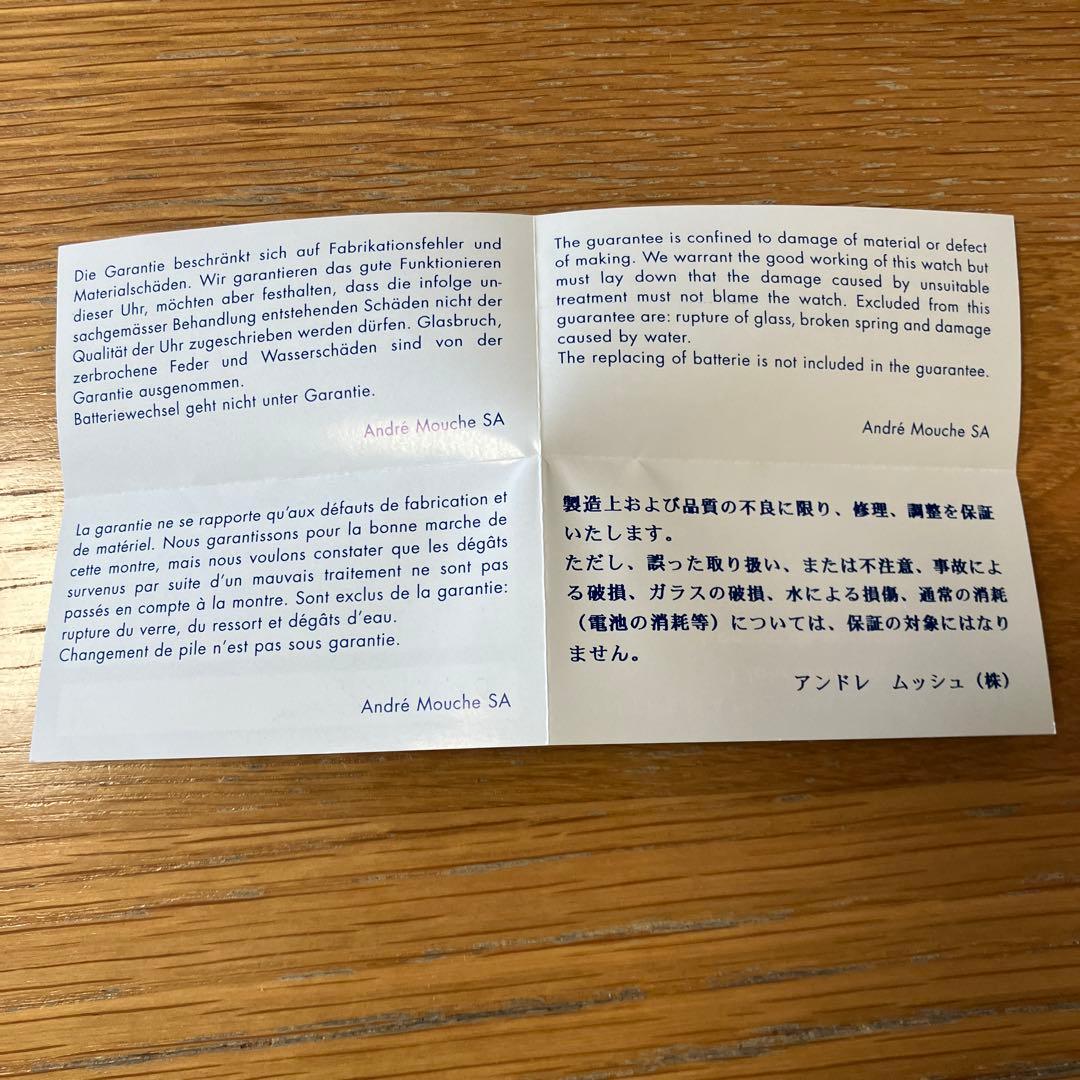 Die Garantie beschränkt sich auf Fabrikationsfehler und
Materialschäden. Wir garantieren das gute Funktionieren
dieser Uhr, möchten aber festhalten, dass die infolge un-
sachgemässer Behandlung entstehenden Schäden nicht der
Qualität der Uhr zugeschrieben werden dürfen. Glasbruch,
zerbrochene Feder und Wasserschäden sind von der
Garantie ausgenommen.
Batteriewechsel geht nicht unter Garantie.
André Mouche SA
The guarantee is confined to damage of material or defect
of making. We warrant the good working of this watch but
must lay down that the damage caused by unsuitable
treatment must not blame the watch. Excluded from this
guarantee are: rupture of glass, broken spring and damage
caused by water.
The replacing of batterie is not included in the guarantee.
André Mouche SA
La garantie ne se rapporte qu'aux défauts de fabrication et
de matériel. Nous garantissons pour la bonne marche de
cette montre, mais nous voulons constater que les dégâts
survenus par suite d'un mauvais traitement ne sont pas
passés en compte à la montre. Sont exclus de la garantie:
rupture du verre, du ressort et dégâts d'eau.
Changement de pile n'est pas sous garantie.
André Mouche SA
製造上および品質の不良に限り、修理、調整を保証
いたします。
ただし、誤った取り扱い、または不注意、事故によ
る破損、ガラスの破損、水による損傷、通常の消耗
（電池の消耗等）については、保証の対象にはなり
ません。
アンドレ　ムッシュ（株）